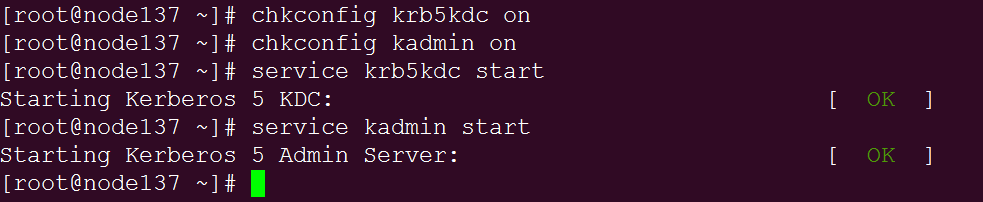 [root@node137 ~]# chkconfig krb5kdc on
[root@node137 ~]# chkconfig kadmin on
[root@node137 ~]# service krb5kdc start
Starting Kerberos 5 KDC:                                   [  OK  ]
[root@node137 ~]# service kadmin start
Starting Kerberos 5 Admin Server:                          [  OK  ]
[root@node137 ~]#